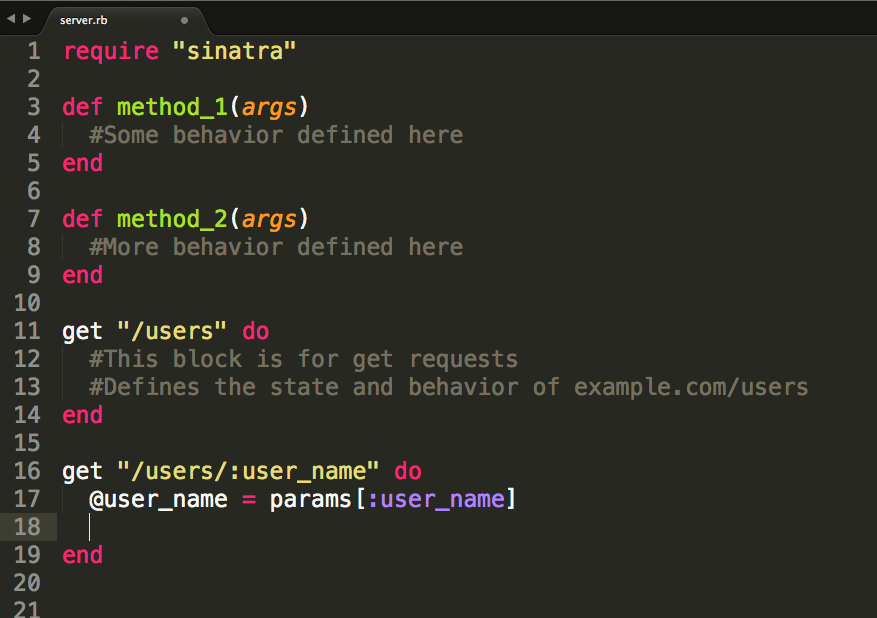 server.rb
1 require "sinatra"
2
3 def method_1(args)
4 #Some behavior defined here
5 end
6
7 def method_2(args)
8 #More behavior defined here
9 end
10
11 get "/users" do
12 #This block is for get requests
13 #Defines the state and behavior of example.com/users
14 end
15
16 get "/users/:user_name" do
17 @user_name = params[:user_name]
18
19 end
20
21